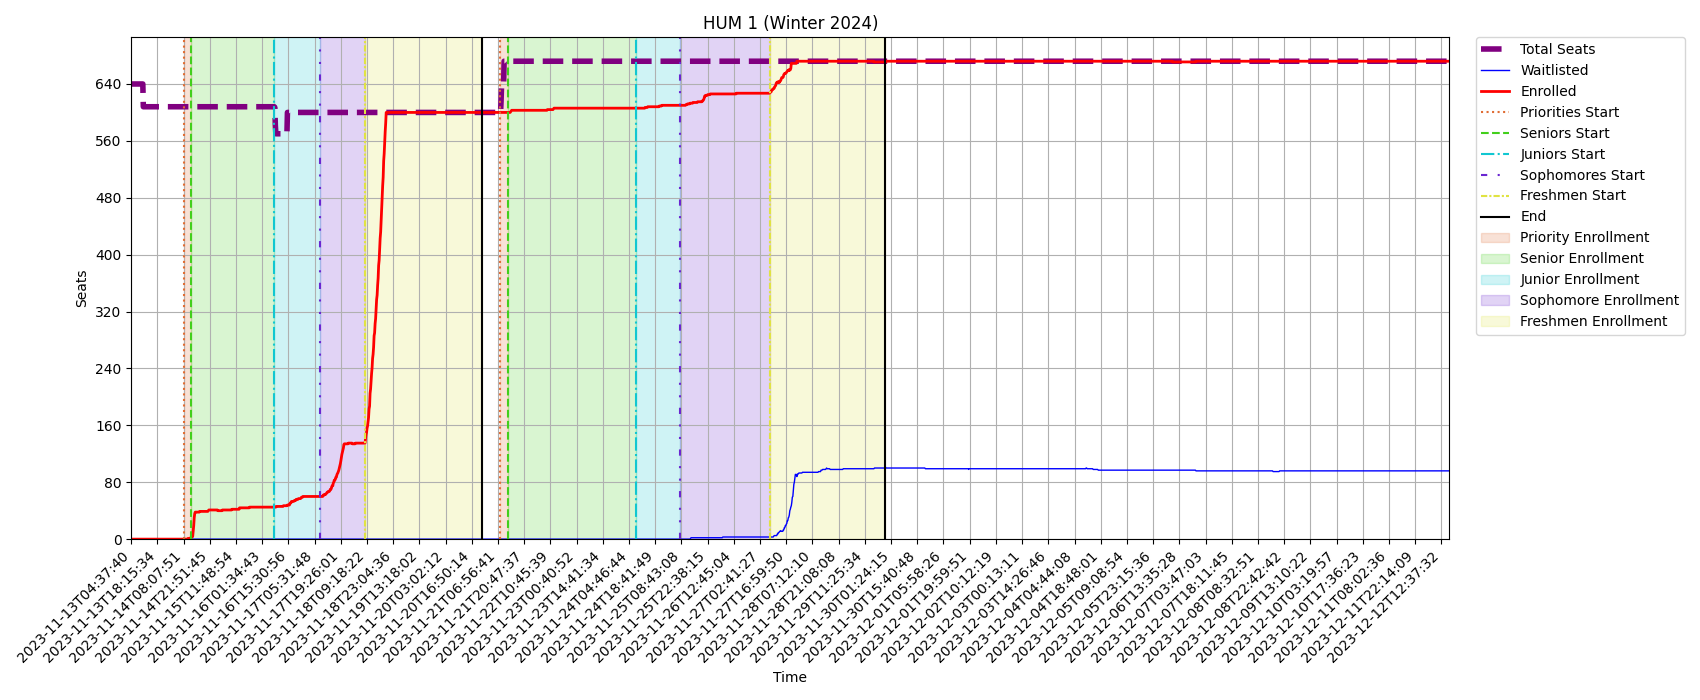 HUM 1 (Winter 2024)
Seats
640
560
480
400
320
240
160
80
0
2023-11-13T04:37:40
2023-11-13T18:15:34
2023-11-14T08:07:51
2023-11-14T21:51:45
2023-11-15T11:48:54
2023-11-16T01:34:43
2023-11-16T15:30:56
2023-11-17T05:31:48
2023-11-17T19:26:01
2023-11-18T09:18:22
2023-11-18T23:04:36
2023-11-19T13:18:02
2023-11-20T03:02:12
2023-11-20T16:50:14
2023-11-21T06:56:41
2023-11-21T20:47:37
2023-11-22T10:45:39
2023-11-23T00:40:52
2023-11-23T14:41:34
2023-11-24T04:46:44
2023-11-24T18:41:49
2023-11-25T08:43:09
2023-11-25T22:38:15
2023-11-26T12:45:04
2023-11-27T02:41:27
2023-11-27T16:59:50
2023-11-28T07:12:10
2023-11-28T21:08:08
2023-11-29T11:25:34
2023-11-30T01:24:15
2023-11-30T15:40:48
2023-12-01T05:58:26
2023-12-01T19:59:51
2023-12-02T10:12:19
2023-12-03T00:13:11
2023-12-03T14:26:46
2023-12-04T04:44:08
2023-12-04T18:48:01
2023-12-05T09:08:54
2023-12-05T23:15:36
2023-12-06T13:35:28
2023-12-07T03:47:03
2023-12-07T18:11:45
2023-12-08T08:32:51
2023-12-08T22:42:42
2023-12-09T13:10:22
2023-12-10T03:19:57
2023-12-10T17:36:23
2023-12-11T08:02:36
2023-12-11T22:14:09
2023-12-12T12:37:32
Time
Total Seats
Waitlisted
Enrolled
Priorities Start
Seniors Start
Juniors Start
Sophomores Start
Freshmen Start
End
Priority Enrollment
Senior Enrollment
Junior Enrollment
Sophomore Enrollment
Freshmen Enrollment